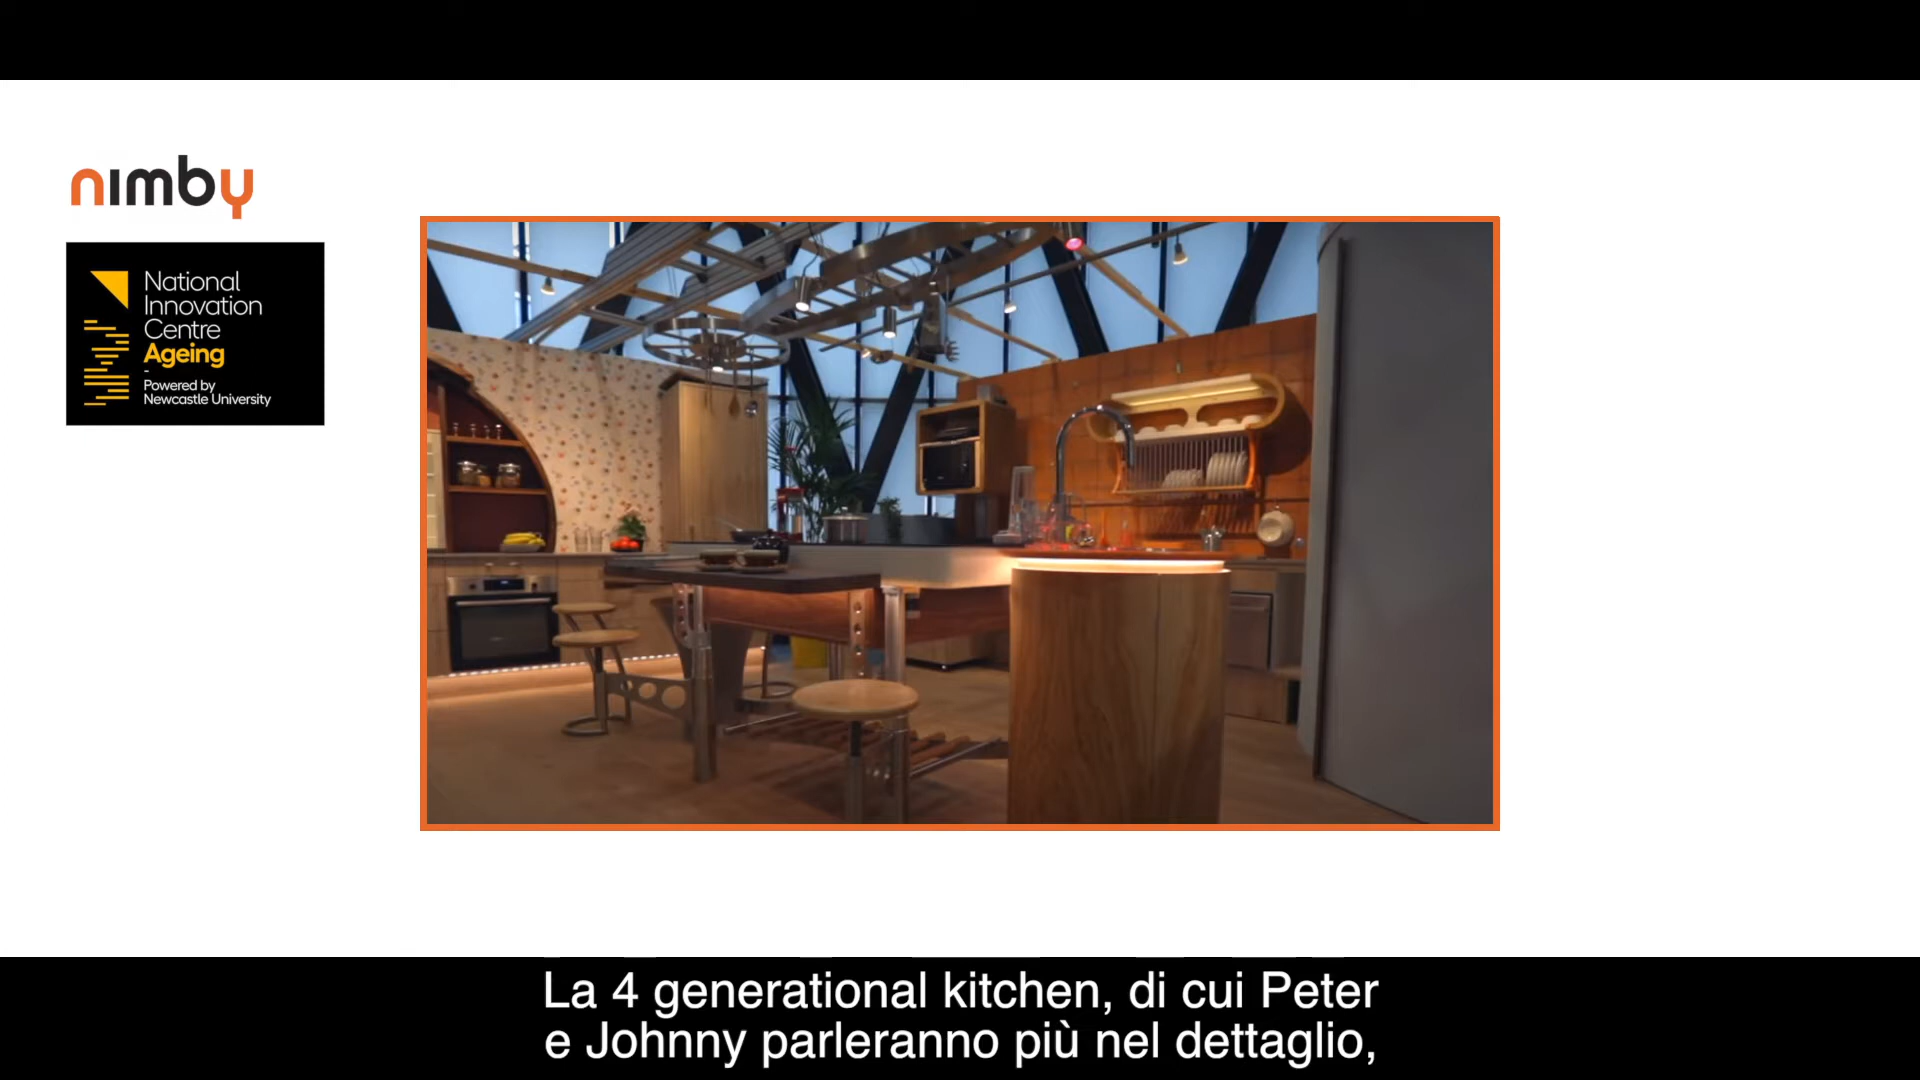 nimby
National
Innovation
Centre
Ageing
-
Powered by
Newcastle University
La 4 generational kitchen, di cui Peter
e Johnny parleranno più nel dettaglio,